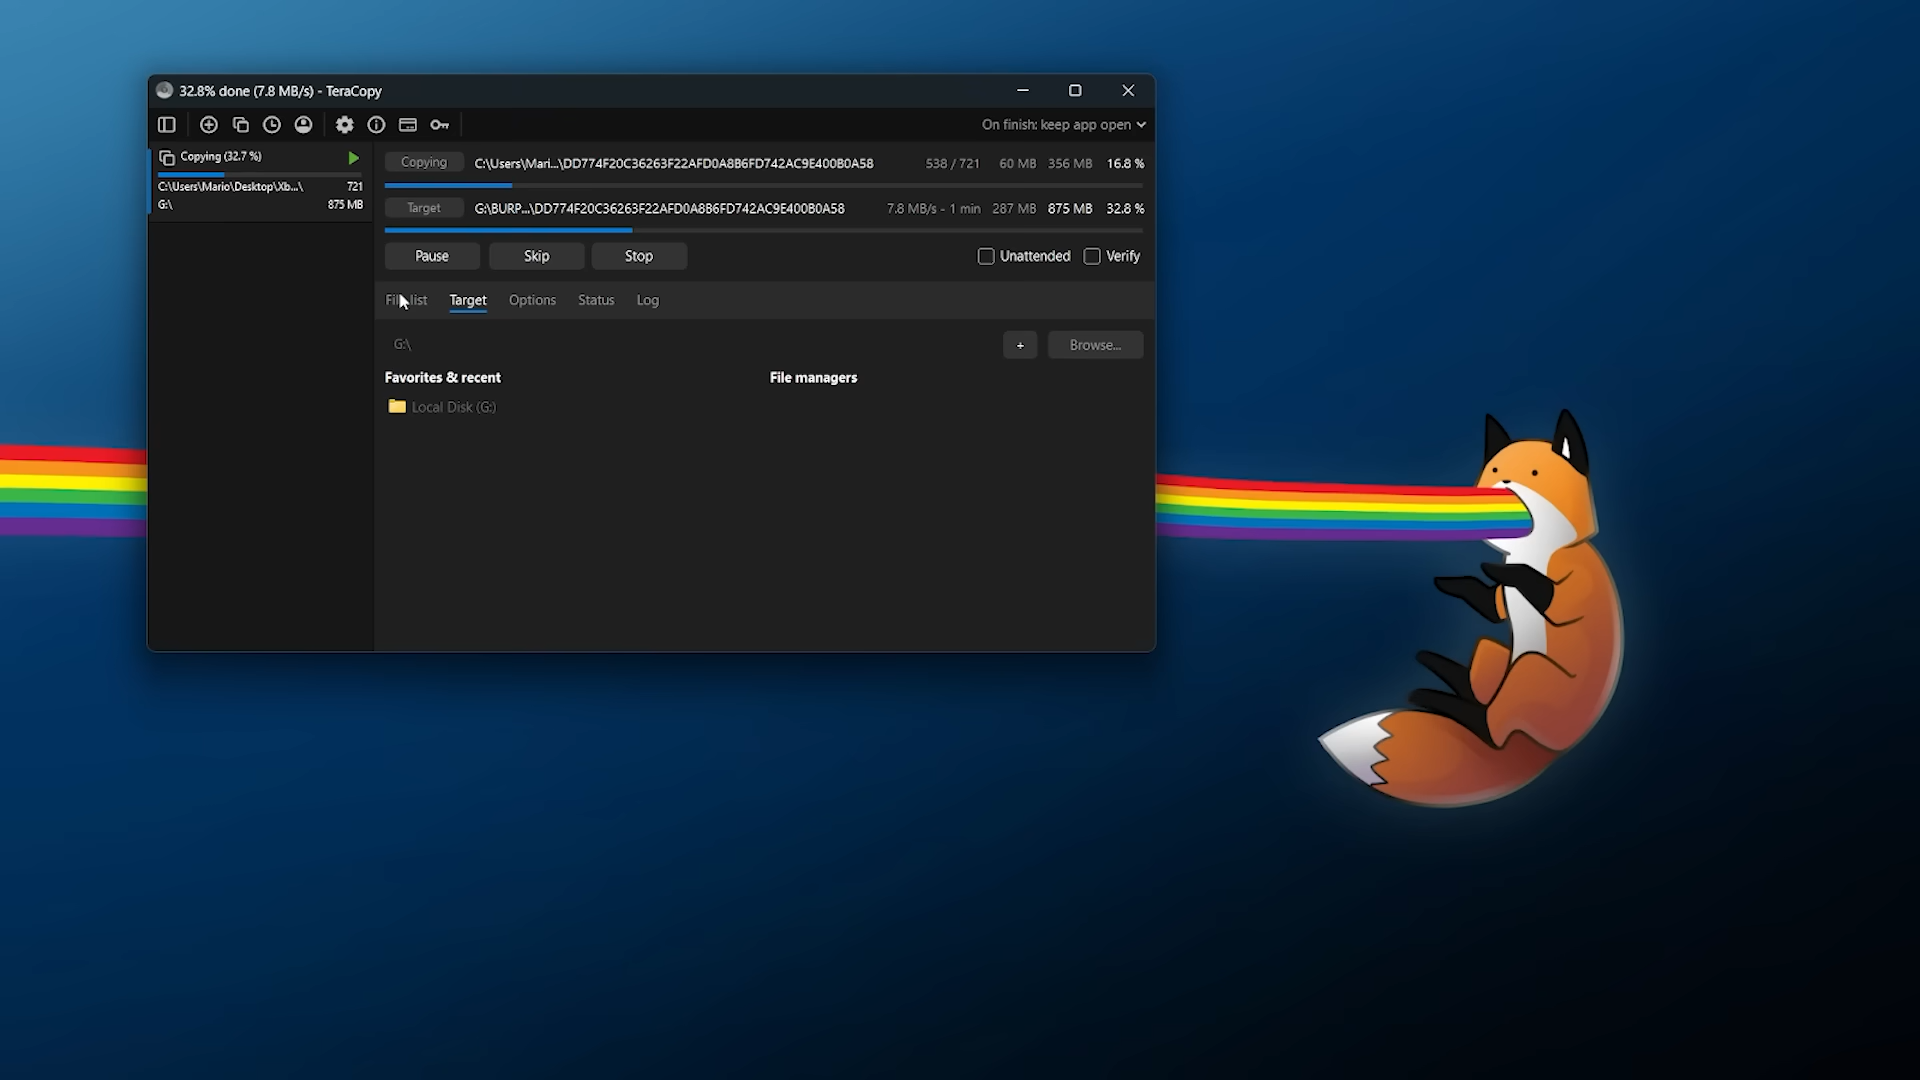 32.8% done (7.8 MB/s) - TeraCopy
On finish: keep app open
Copying (32.7 %)
C:\Users\Mario\Desktop\Xb...\ 721
G:\ 875 MB
Copying C:\Users\Mari...\DD774F20C36263F22AFD0A8B6FD742AC9E400B0A58 538 / 721 60 MB 356 MB 16.8 %
Target G:\BURP...\DD774F20C36263F22AFD0A8B6FD742AC9E400B0A58 7.8 MB/s - 1 min 287 MB 875 MB 32.8 %
Pause Skip Stop Unattended Verify
list Target Options Status Log
G:\ + Browse...
Favorites & recent File managers
Local Disk (G:)